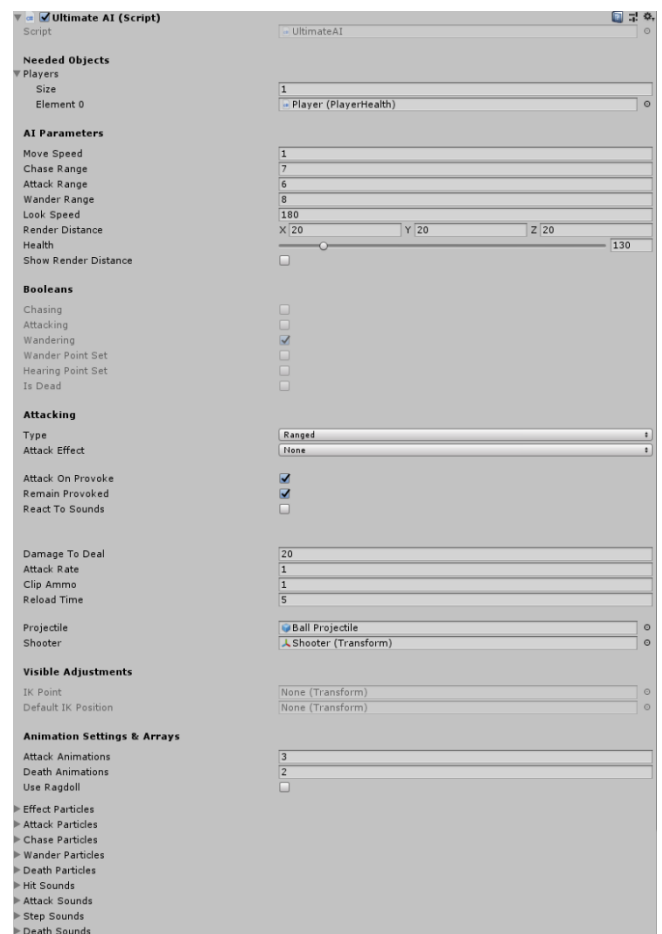 Ultimate AI (Script)
Script UltimateAI
Needed Objects
Players
Size 1
Element 0 Player (PlayerHealth)
AI Parameters
Move Speed 1
Chase Range 7
Attack Range 6
Wander Range 8
Look Speed 180
Render Distance X 20 Y 20 Z 20
Health 130
Show Render Distance
Booleans
Chasing
Attacking
Wandering
Wander Point Set
Hearing Point Set
Is Dead
Attacking
Type Ranged
Attack Effect None
Attack On Provoke
Remain Provoked
React To Sounds
Damage To Deal 20
Attack Rate 1
Clip Ammo 1
Reload Time 5
Projectile Ball Projectile
Shooter Shooter (Transform)
Visible Adjustments
IK Point None (Transform)
Default IK Position None (Transform)
Animation Settings & Arrays
Attack Animations 3
Death Animations 2
Use Ragdoll
Effect Particles
Attack Particles
Chase Particles
Wander Particles
Death Particles
Hit Sounds
Attack Sounds
Step Sounds
Death Sounds